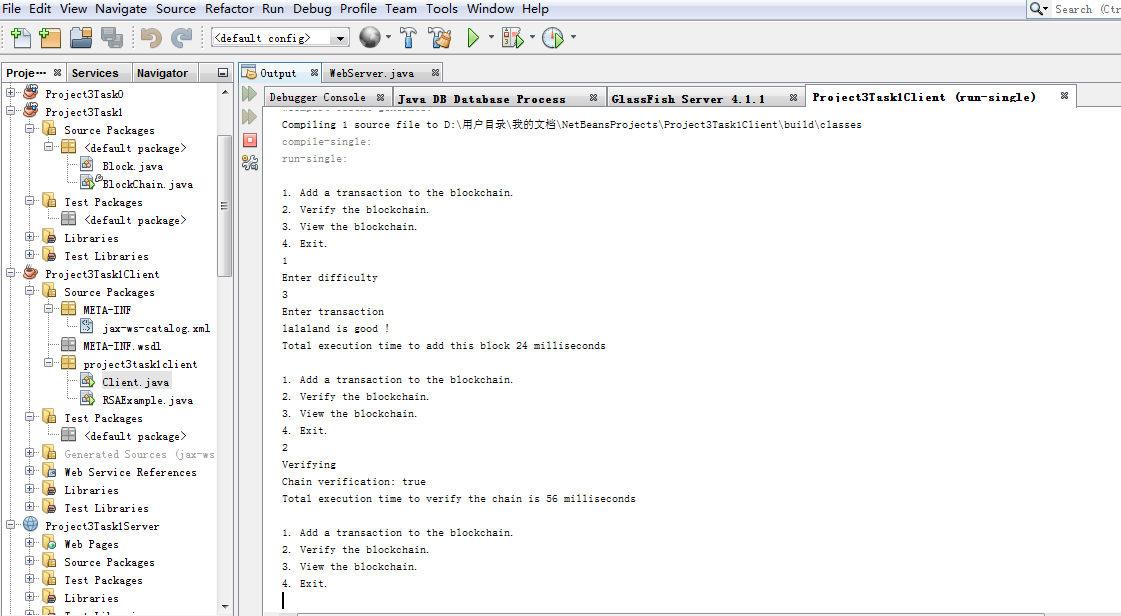 File Edit View Navigate Source Refactor Run Debug Profile Team Tools Window Help
Search (Ctr
<default config>
Proje... Services Navigator
Output WebServer.java
Debugger Console Java DB Database Process GlassFish Server 4.1.1 Project3Task1Client (run-single)
Project3Task0
Project3Task1
Source Packages
<default package>
Block.java
BlockChain.java
Test Packages
<default package>
Libraries
Test Libraries
Project3Task1Client
Source Packages
META-INF
jax-ws-catalog.xml
META-INF.wsdl
project3task1client
Client.java
RSAExample.java
Test Packages
<default package>
Generated Sources (jax-ws
Web Service References
Libraries
Test Libraries
Project3Task1Server
Web Pages
Source Packages
Test Packages
Libraries
Compiling 1 source file to D:\用户目录\我的文档\NetBeansProjects\Project3Task1Client\build\classes
compile-single:
run-single:
1. Add a transaction to the blockchain.
2. Verify the blockchain.
3. View the blockchain.
4. Exit.
1
Enter difficulty
3
Enter transaction
lalaland is good !
Total execution time to add this block 24 milliseconds
1. Add a transaction to the blockchain.
2. Verify the blockchain.
3. View the blockchain.
4. Exit.
2
Verifying
Chain verification: true
Total execution time to verify the chain is 56 milliseconds
1. Add a transaction to the blockchain.
2. Verify the blockchain.
3. View the blockchain.
4. Exit.